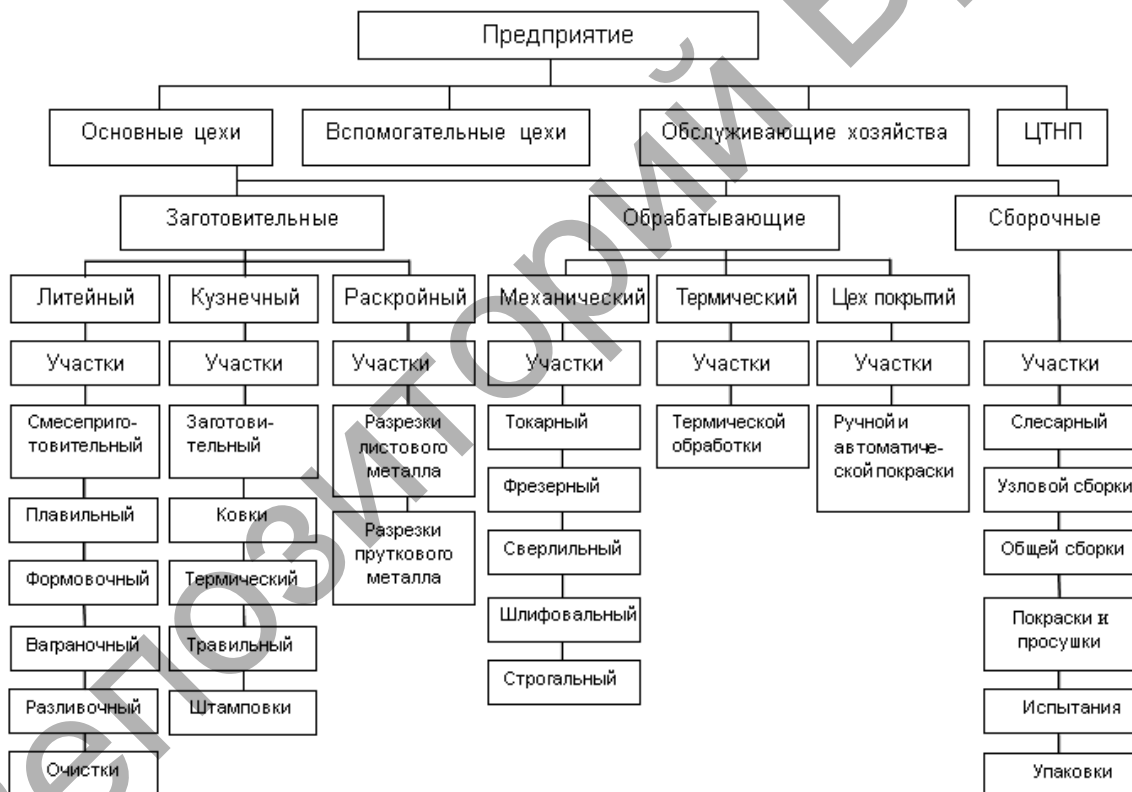 Предприятие
Основные цехи
Вспомогательные цехи
Обслуживающие хозяйства
ЦТНП
Заготовительные
Обрабатывающие
Сборочные
Литейный
Кузнечный
Раскройный
Механический
Термический
Цех покрытий
Участки
Участки
Участки
Участки
Участки
Участки
Участки
Смесеприго-
товительный
Заготови-
тельный
Разрезки
листового
металла
Токарный
Термической
обработки
Ручной и
автоматиче-
ской покраски
Слесарный
Фрезерный
Узловой сборки
Плавильный
Ковки
Разрезки
пруткового
металла
Сверлильный
Общей сборки
Формовочный
Термический
Шлифовальный
Покраски и
просушки
Ваграночный
Травильный
Строгальный
Разливочный
Штамповки
Испытания
Очистки
Упаковки
епозиторий В